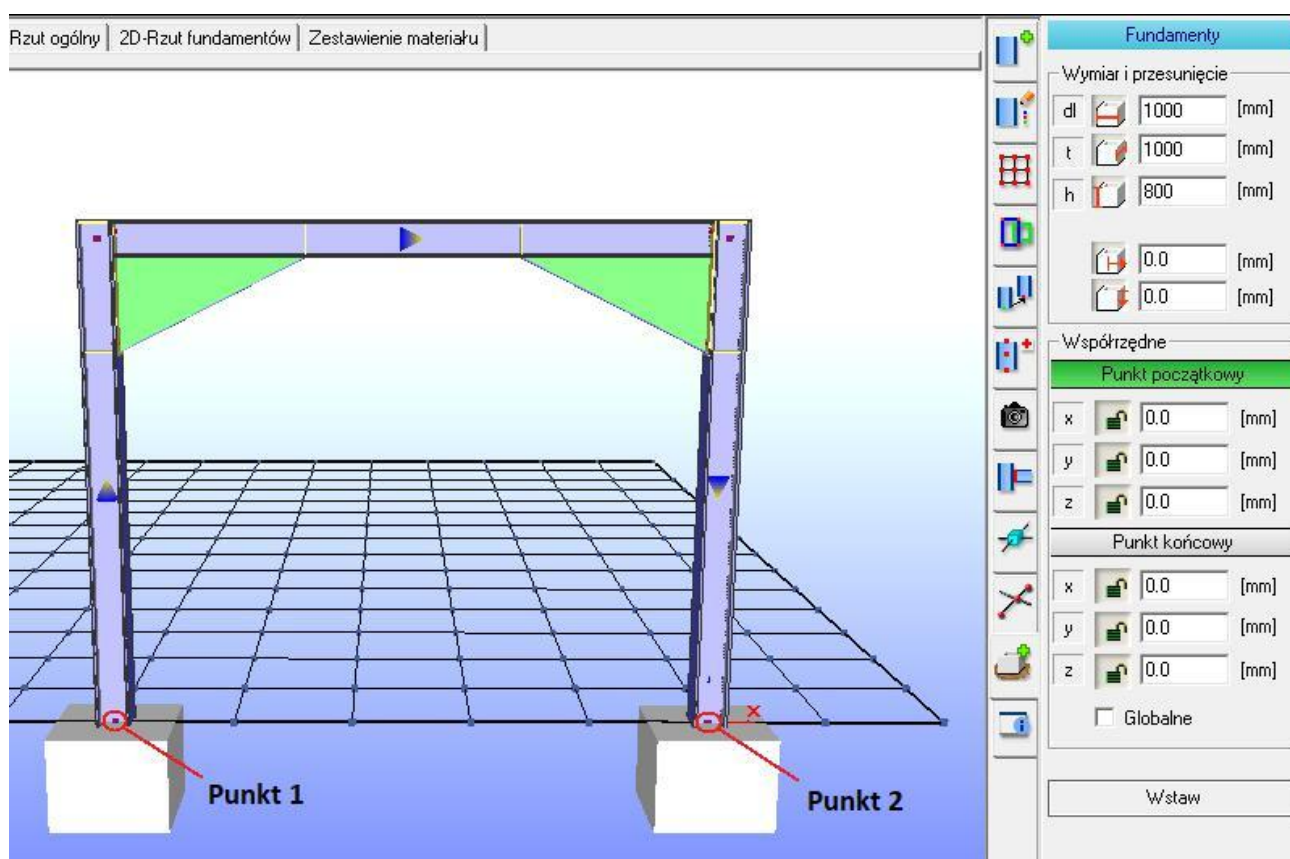 Rzut ogólny 2D-Rzut fundamentów Zestawienie materiału
Fundamenty
Wymiar i przesunięcie
dl 1000 [mm]
t 1000 [mm]
h 800 [mm]
0.0 [mm]
0.0 [mm]
Współrzędne
Punkt początkowy
x 0.0 [mm]
y 0.0 [mm]
z 0.0 [mm]
Punkt końcowy
x 0.0 [mm]
y 0.0 [mm]
z 0.0 [mm]
Globalne
Wstaw
x
Punkt 1
Punkt 2